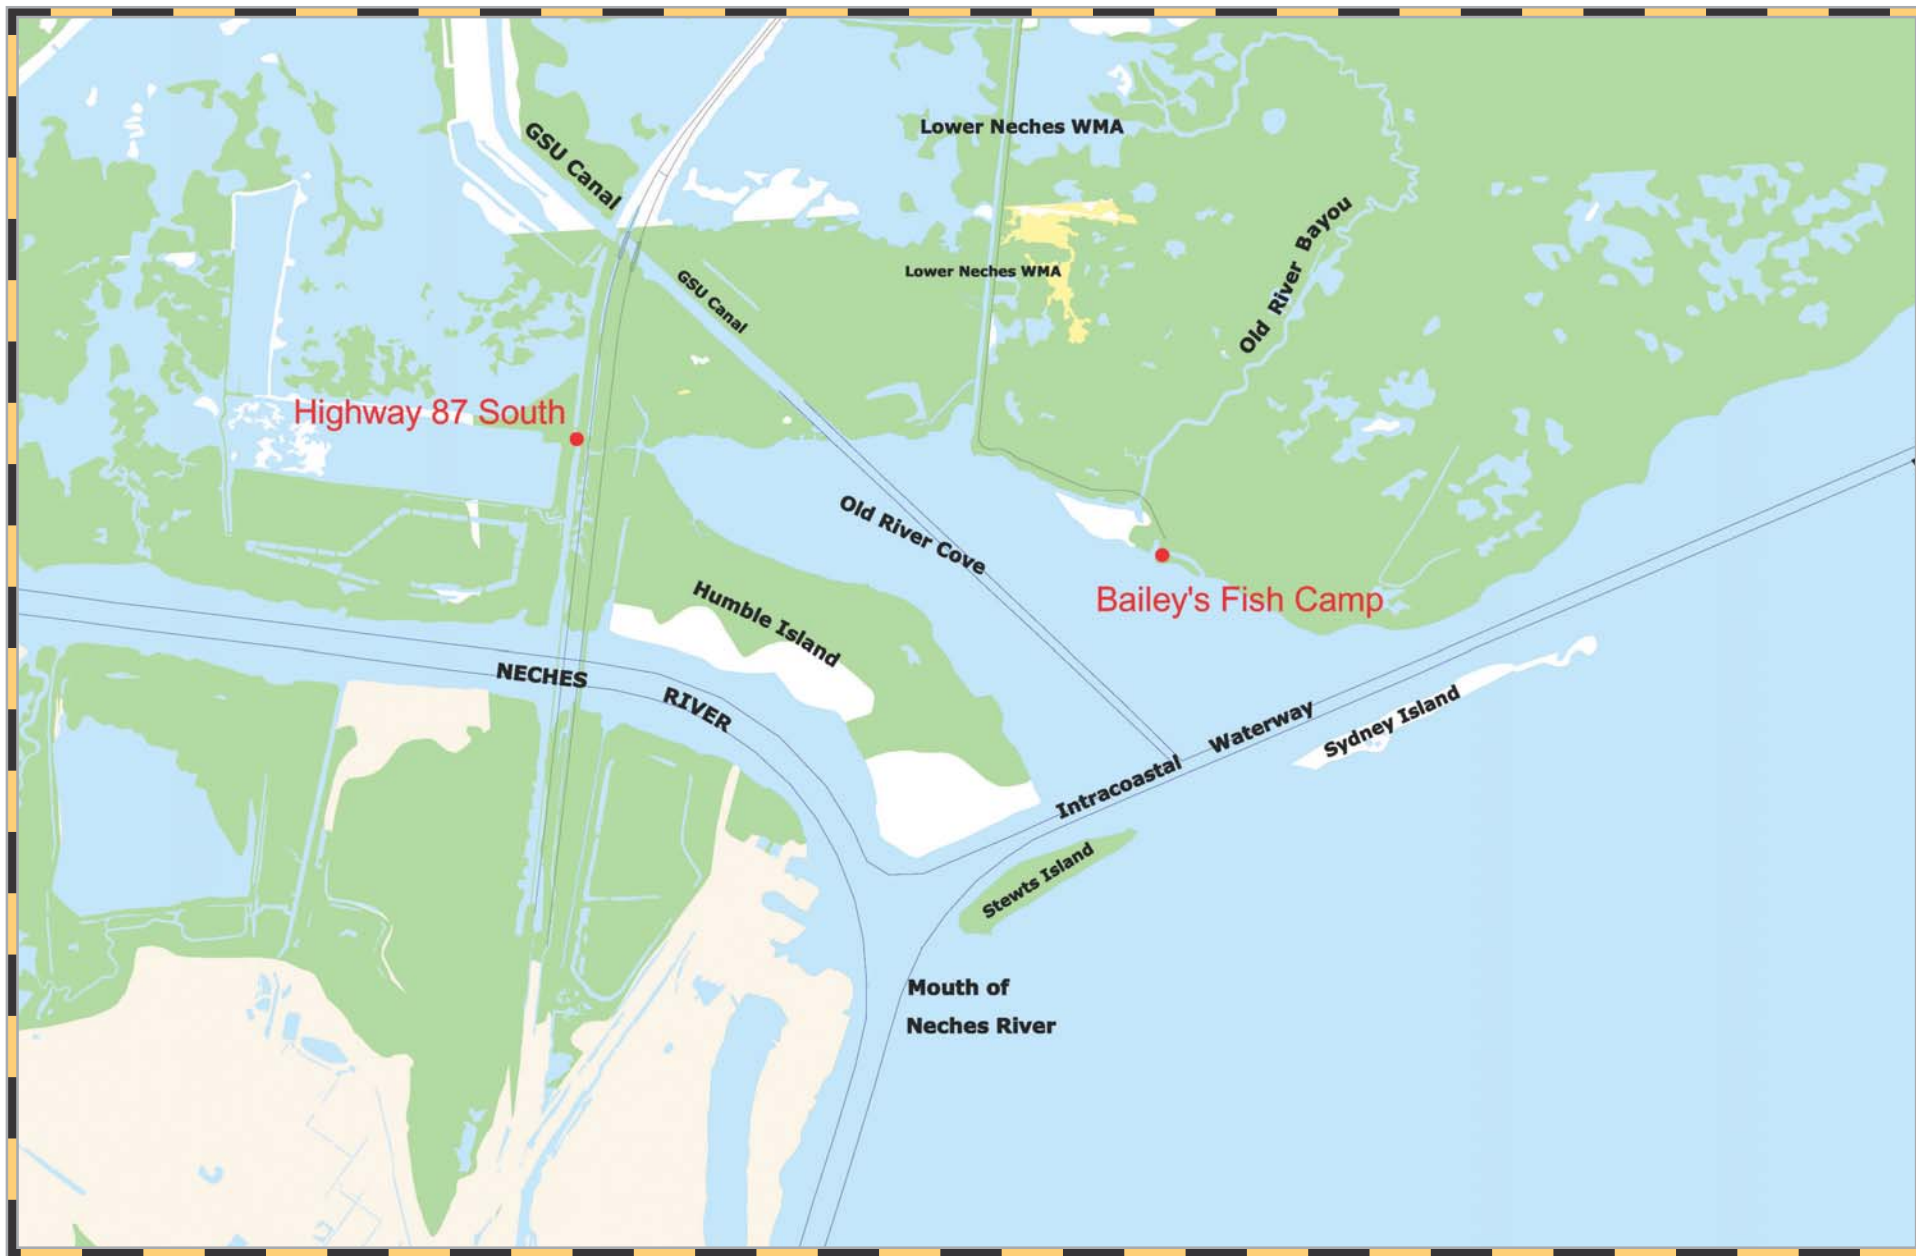 Lower Neches WMA
GSU Canal
Old River Bayou
Lower Neches WMA
GSU Canal
Highway 87 South
Old River Cove
Bailey's Fish Camp
Humble Island
NECHES
RIVER
Waterway
Sydney Island
Intracoastal
Stewts Island
Mouth of
Neches River